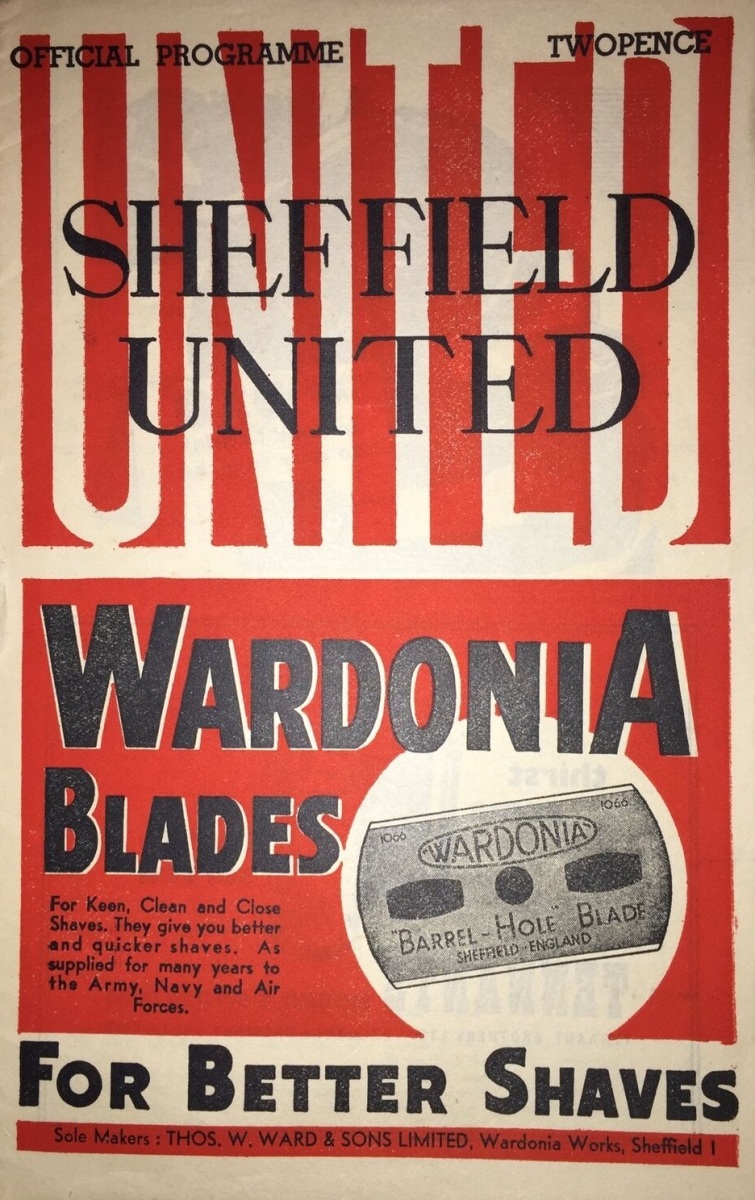 OFFICIAL PROGRAMME TWOPENCE
UNITED
SHEFFIELD
UNITED
WARDONIA
BLADES
1066 1066
WARDONIA
"BARREL-HOLE" BLADE
SHEFFIELD-ENGLAND
For Keen, Clean and Close
Shaves. They give you better
and quicker shaves. As
supplied for many years to
the Army, Navy and Air
Forces.
FOR BETTER SHAVES
Sole Makers : THOS. W. WARD & SONS LIMITED, Wardonia Works, Sheffield 1